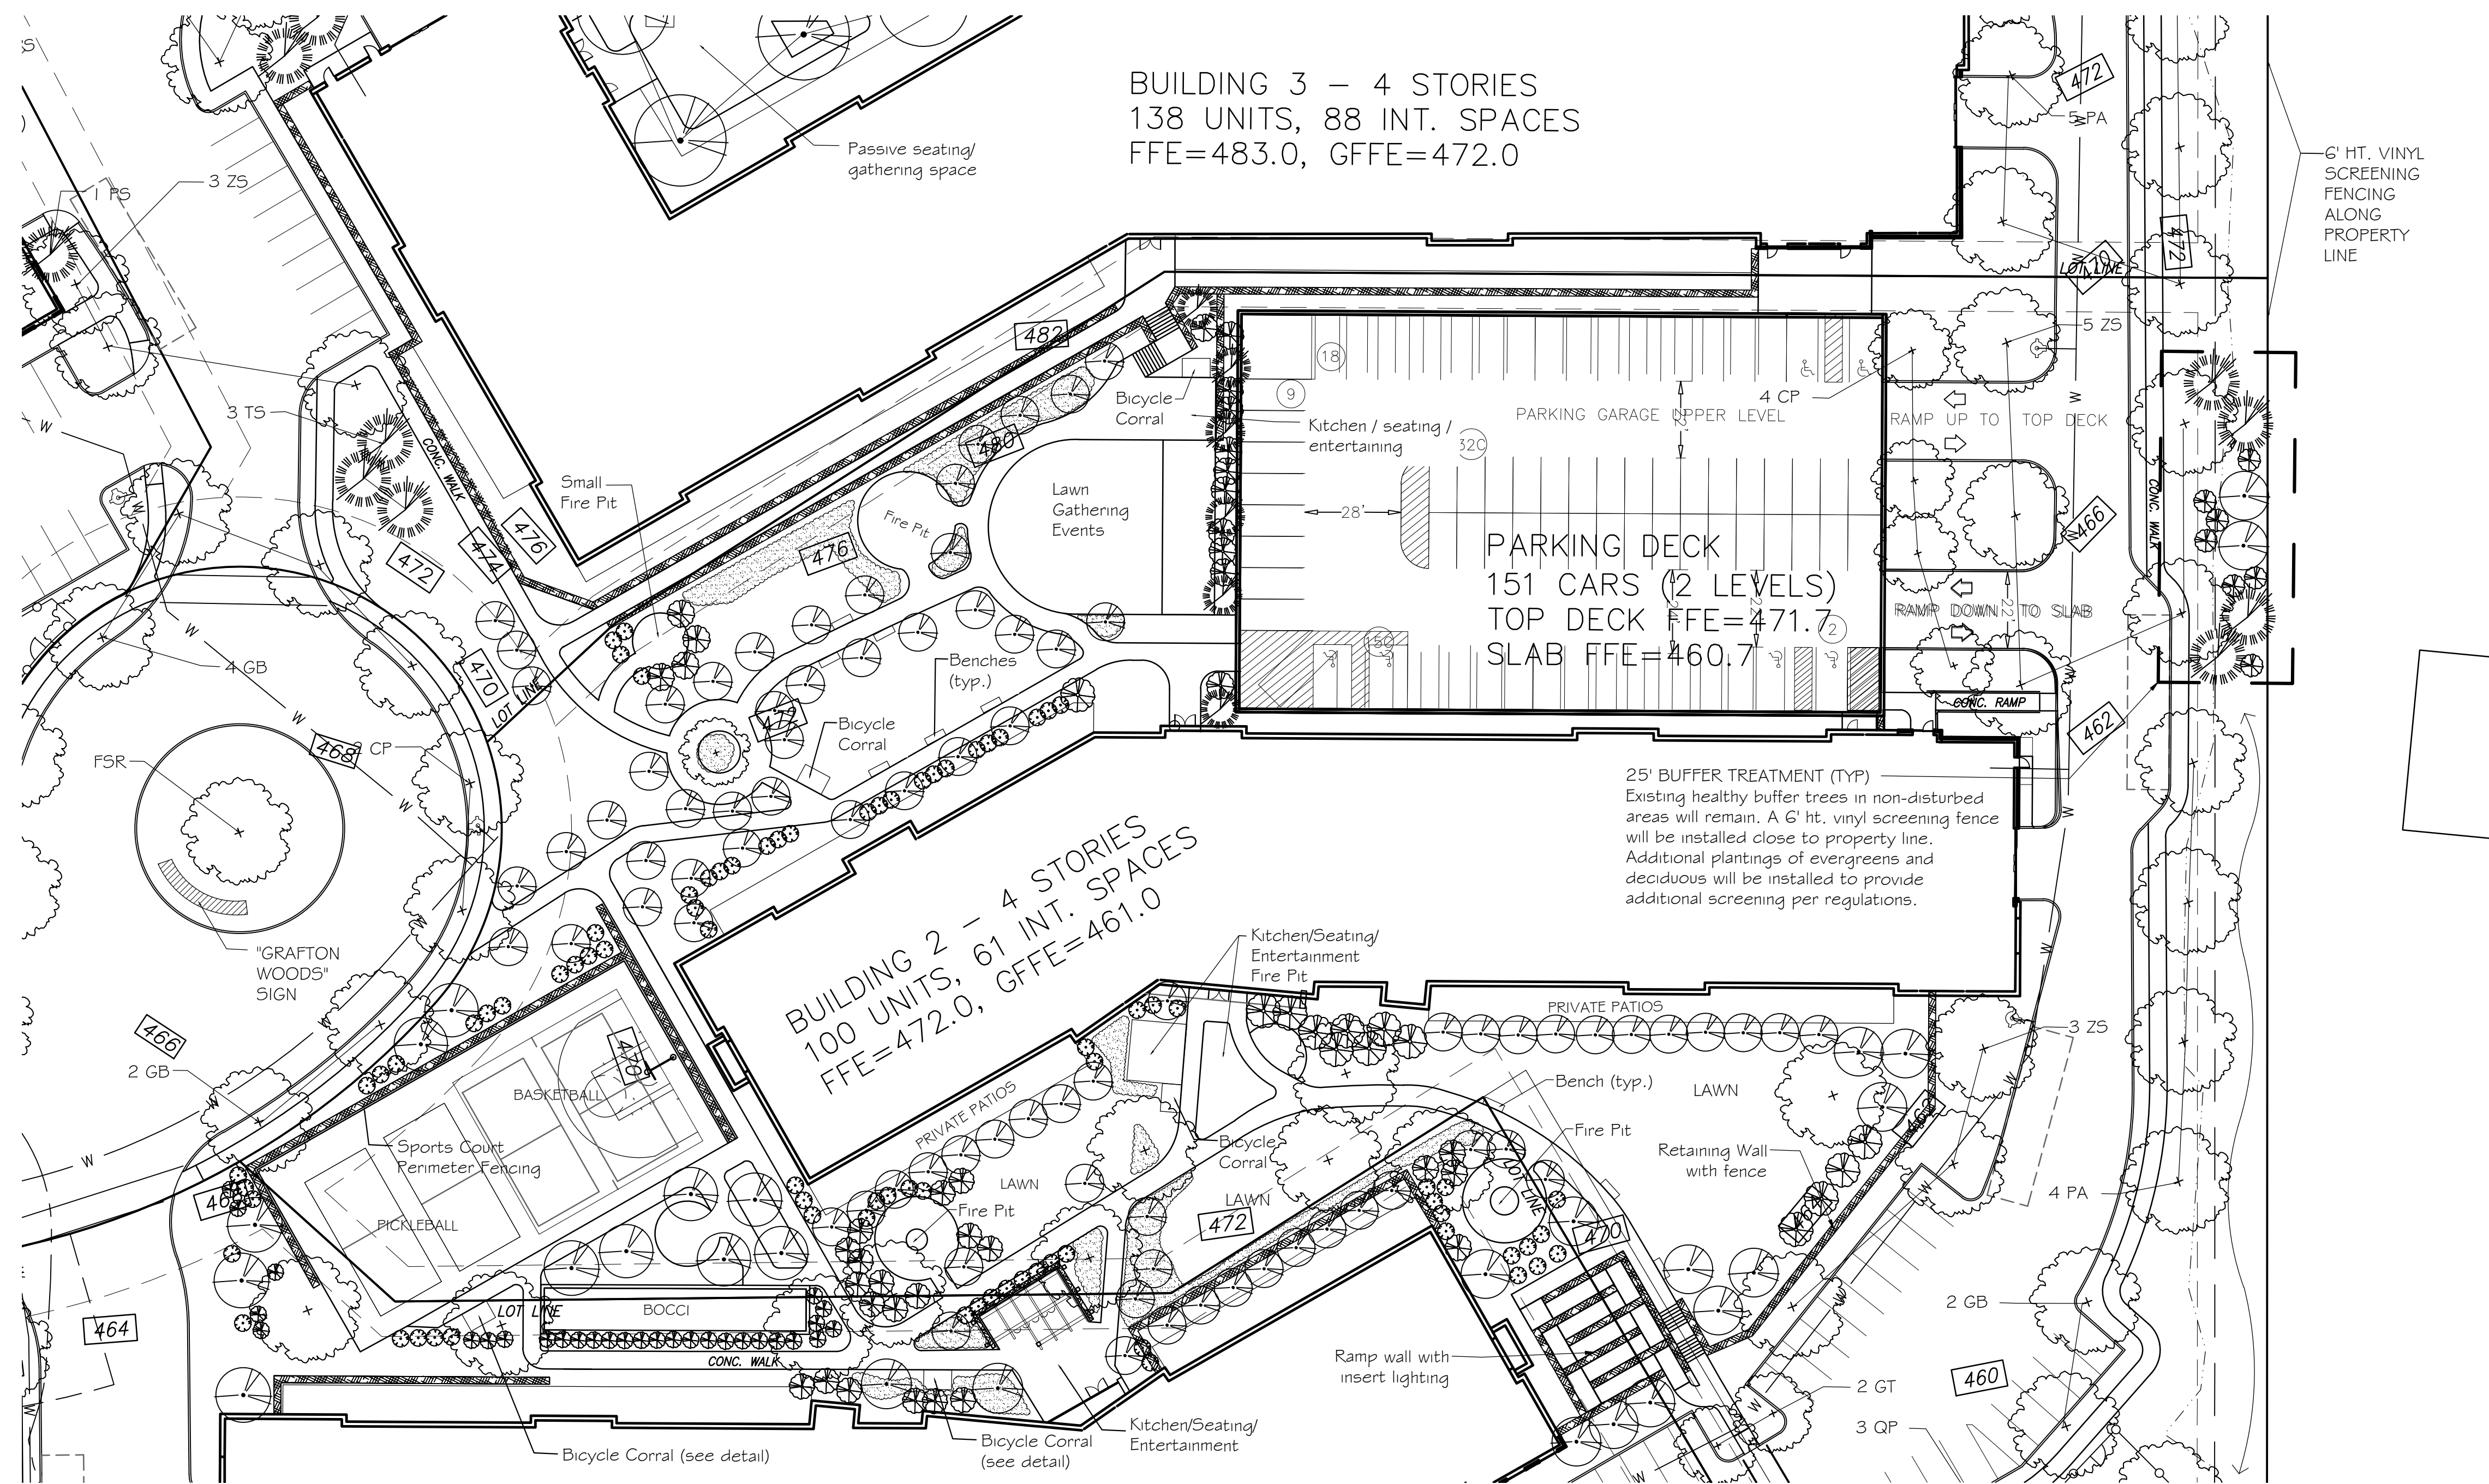 BUILDING 3 – 4 STORIES
138 UNITS, 88 INT. SPACES
FFE=483.0, GFFE=472.0
Passive seating/
gathering space
472
5 PA
6' HT. VINYL
SCREENING
FENCING
ALONG
PROPERTY
LINE
1 PS
3 ZS
472
LOT LINE
482
5 ZS
18
9
4 CP
Bicycle
Corral
Kitchen / seating /
entertaining
PARKING GARAGE UPPER LEVEL
320
RAMP UP TO TOP DECK
3 TS
CONC. WALK
480
W
Small
Fire Pit
Lawn
Gathering
Events
Fire Pit
28'
CONC. WALK
466
476
474
472
476
PARKING DECK
151 CARS (2 LEVELS)
TOP DECK FFE=471.7
SLAB FFE=460.7
24'
22'
2
150
RAMP DOWN TO SLAB
4 GB
470
LOT LINE
Benches
(typ.)
Bicycle
Corral
CONC. RAMP
462
468
CP
FSR
25' BUFFER TREATMENT (TYP)
Existing healthy buffer trees in non-disturbed
areas will remain. A 6' ht. vinyl screening fence
will be installed close to property line.
Additional plantings of evergreens and
deciduous will be installed to provide
additional screening per regulations.
BUILDING 2 – 4 STORIES
100 UNITS, 61 INT. SPACES
FFE=472.0, GFFE=461.0
"GRAFTON
WOODS"
SIGN
Kitchen/Seating/
Entertainment
Fire Pit
PRIVATE PATIOS
3 ZS
466
2 GB
470
BASKETBALL
Sports Court
Perimeter Fencing
PICKLEBALL
PRIVATE PATIOS
Bench (typ.)
LAWN
Fire Pit
Bicycle
Corral
Retaining Wall
with fence
LAWN
LAWN
Fire Pit
LOT LINE
472
470
464
4 PA
464
LOT LINE
BOCCI
CONC. WALK
2 GB
Ramp wall with
insert lighting
460
2 GT
3 QP
Kitchen/Seating/
Entertainment
Bicycle Corral
(see detail)
Bicycle Corral (see detail)